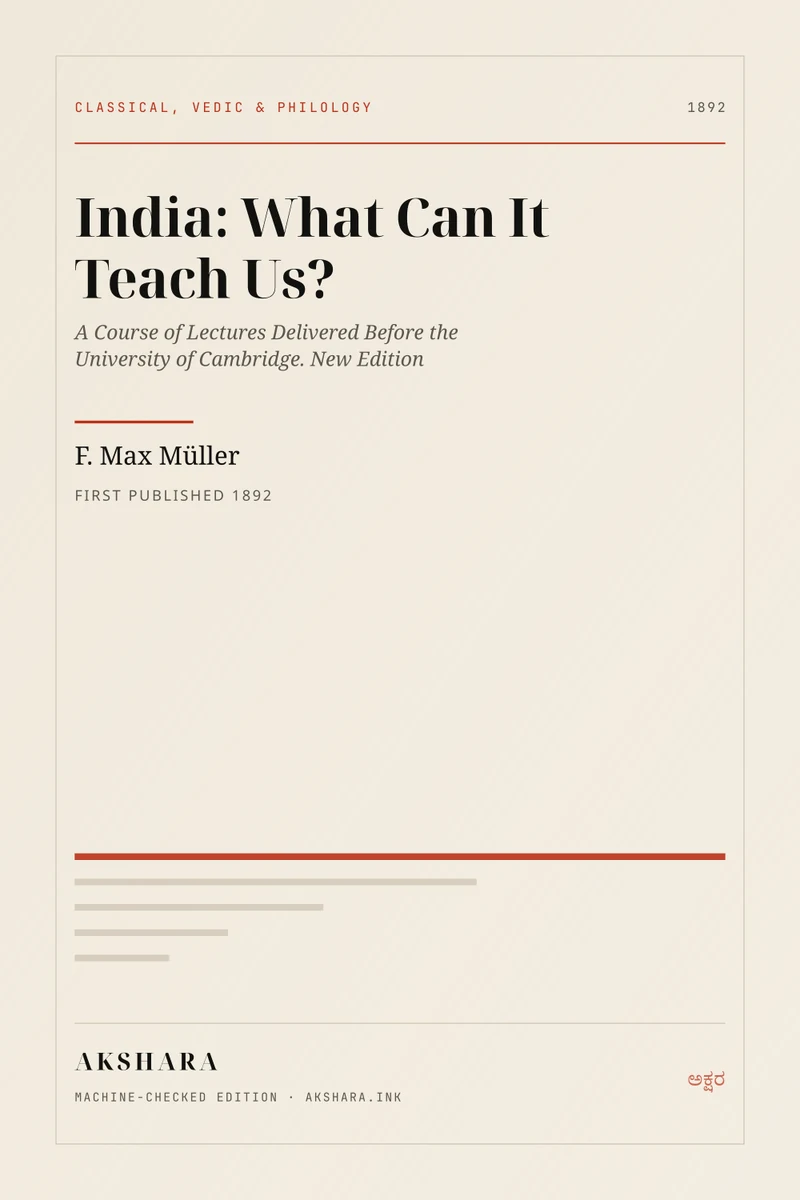 CLASSICAL, VEDIC & PHILOLOGY 1892
India: What Can It
Teach Us?
A Course of Lectures Delivered Before the
University of Cambridge. New Edition
F. Max Müller
FIRST PUBLISHED 1892
AKSHARA
ಅಕ್ಷರ
MACHINE-CHECKED EDITION · AKSHARA.INK